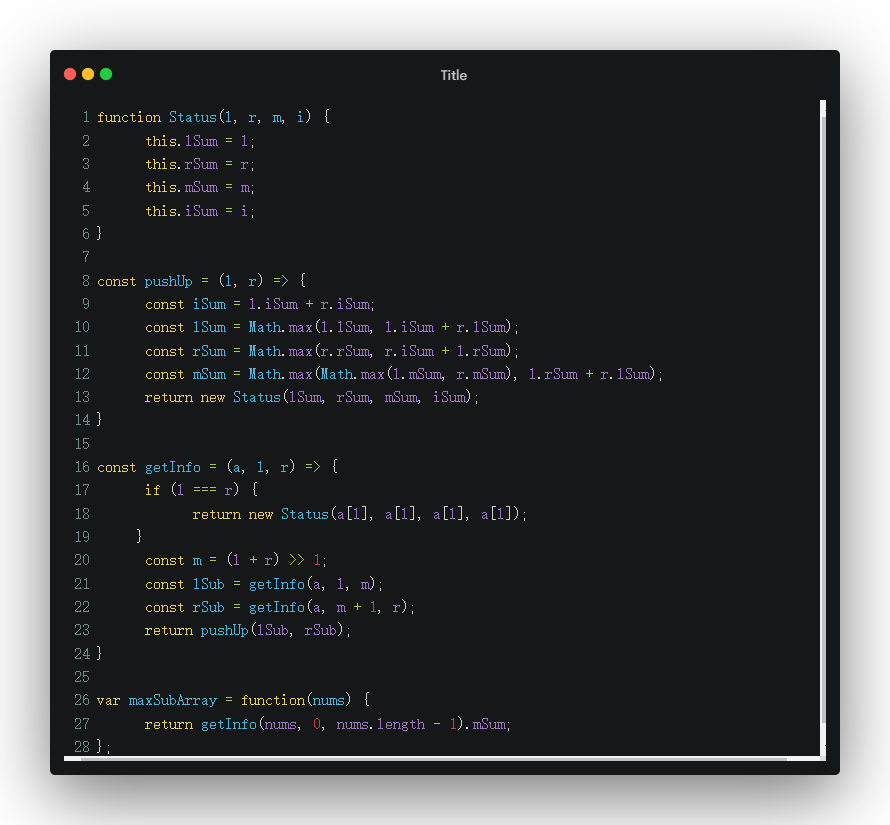 Title
1 function Status(l, r, m, i) {
2 this.lSum = l;
3 this.rSum = r;
4 this.mSum = m;
5 this.iSum = i;
6 }
7
8 const pushUp = (l, r) => {
9 const iSum = l.iSum + r.iSum;
10 const lSum = Math.max(l.lSum, l.iSum + r.lSum);
11 const rSum = Math.max(r.rSum, r.iSum + l.rSum);
12 const mSum = Math.max(Math.max(l.mSum, r.mSum), l.rSum + r.lSum);
13 return new Status(lSum, rSum, mSum, iSum);
14 }
15
16 const getInfo = (a, l, r) => {
17 if (l === r) {
18 return new Status(a[l], a[l], a[l], a[l]);
19 }
20 const m = (l + r) >> 1;
21 const lSub = getInfo(a, l, m);
22 const rSub = getInfo(a, m + 1, r);
23 return pushUp(lSub, rSub);
24 }
25
26 var maxSubArray = function(nums) {
27 return getInfo(nums, 0, nums.length - 1).mSum;
28 };